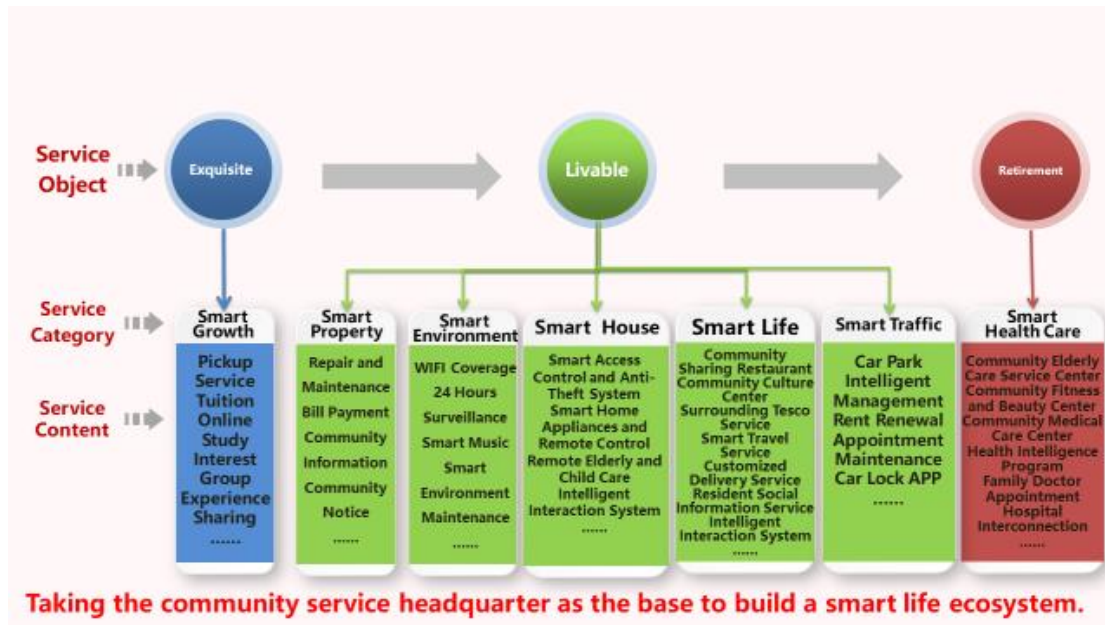 Service
Object
Exquisite
Livable
Retirement
Service
Category
Smart
Growth
Smart
Property
Smart
Environment
Smart House
Smart Life
Smart Traffic
Smart
Health Care
Service
Content
Pickup
Service
Tuition
Online
Study
Interest
Group
Experience
Sharing
......
Repair and
Maintenance
Bill Payment
Community
Information
Community
Notice
......
WIFI Coverage
24 Hours
Surveillance
Smart Music
Smart
Environment
Maintenance
......
Smart Access
Control and Anti-
Theft System
Smart Home
Appliances and
Remote Control
Remote Elderly and
Child Care
Intelligent
Interaction System
......
Community
Sharing Restaurant
Community Culture
Center
Surrounding Tesco
Service
Smart Travel
Service
Customized
Delivery Service
Resident Social
Information Service
Intelligent
Interaction System
......
Car Park
Intelligent
Management
Rent Renewal
Appointment
Maintenance
Car Lock APP
......
Community Elderly
Care Service Center
Community Fitness
and Beauty Center
Community Medical
Care Center
Health Intelligence
Program
Family Doctor
Appointment
Hospital
Interconnection
......
Taking the community service headquarter as the base to build a smart life ecosystem.